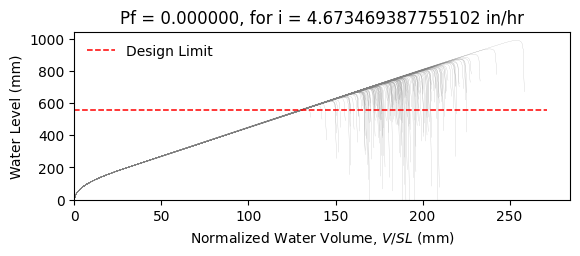 Pf = 0.000000, for i = 4.673469387755102 in/hr
Design Limit
Water Level (mm)
1000
800
600
400
200
0
0 50 100 150 200 250
Normalized Water Volume, V/SL (mm)